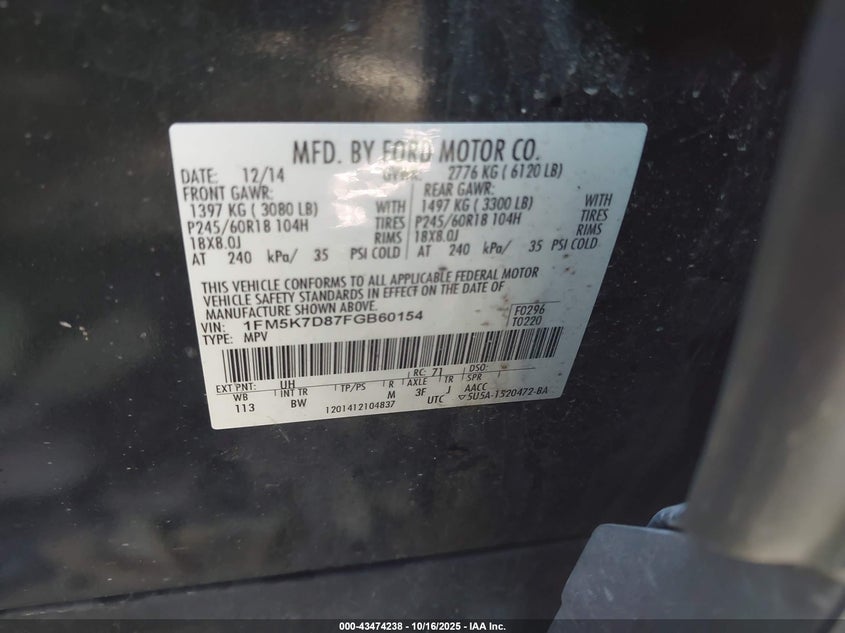 MFD. BY FORD MOTOR CO.
DATE: 12/14 GVWR: 2776 KG ( 6120 LB)
FRONT GAWR: REAR GAWR:
1397 KG ( 3080 LB) WITH 1497 KG ( 3300 LB) WITH
P245/60R18 104H TIRES P245/60R18 104H TIRES
18X8.0J RIMS 18X8.0J RIMS
AT 240 kPa/ 35 PSI COLD AT 240 kPa/ 35 PSI COLD
THIS VEHICLE CONFORMS TO ALL APPLICABLE FEDERAL MOTOR
VEHICLE SAFETY STANDARDS IN EFFECT ON THE DATE OF
MANUFACTURE SHOWN ABOVE.
VIN: 1FM5K7D87FGB60154 F0296
TYPE: MPV T0220
EXT PNT: UH RC: 71 DSO:
WB INT TR TP/PS R AXLE TR SPR
113 BW M 3F J AACC
1201412104837 UTC ▽5U5A-1520472-BA
000-43474238 - 10/16/2025 - IAA Inc.